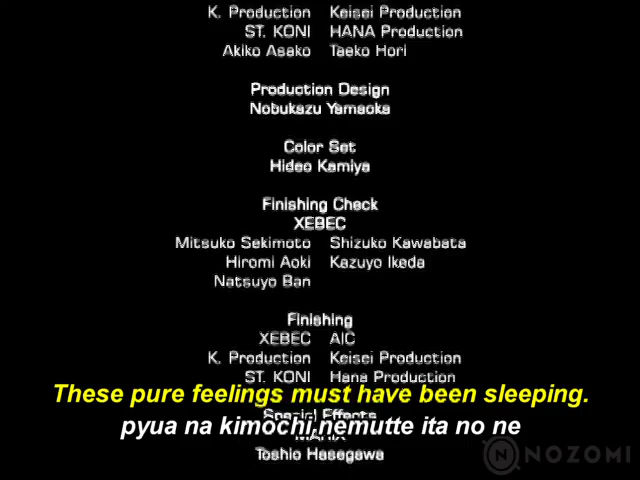 K. Production Keisei Production
ST. KONI HANA Production
Akiko Asako Taeko Hori
Production Design
Nobukazu Yamaoka
Color Set
Hideo Kamiya
Finishing Check
XEBEC
Mitsuko Sekimoto Shizuko Kawabata
Hiromi Aoki Kazuyo Ikeda
Natsuyo Ban
Finishing
XEBEC AIC
K. Production Keisei Production
ST. KONI Hana Production
These pure feelings must have been sleeping.
Special Effects
pyua na kimochi nemutte ita no ne
MARIX
Toshio Hasegawa
NOZOMI